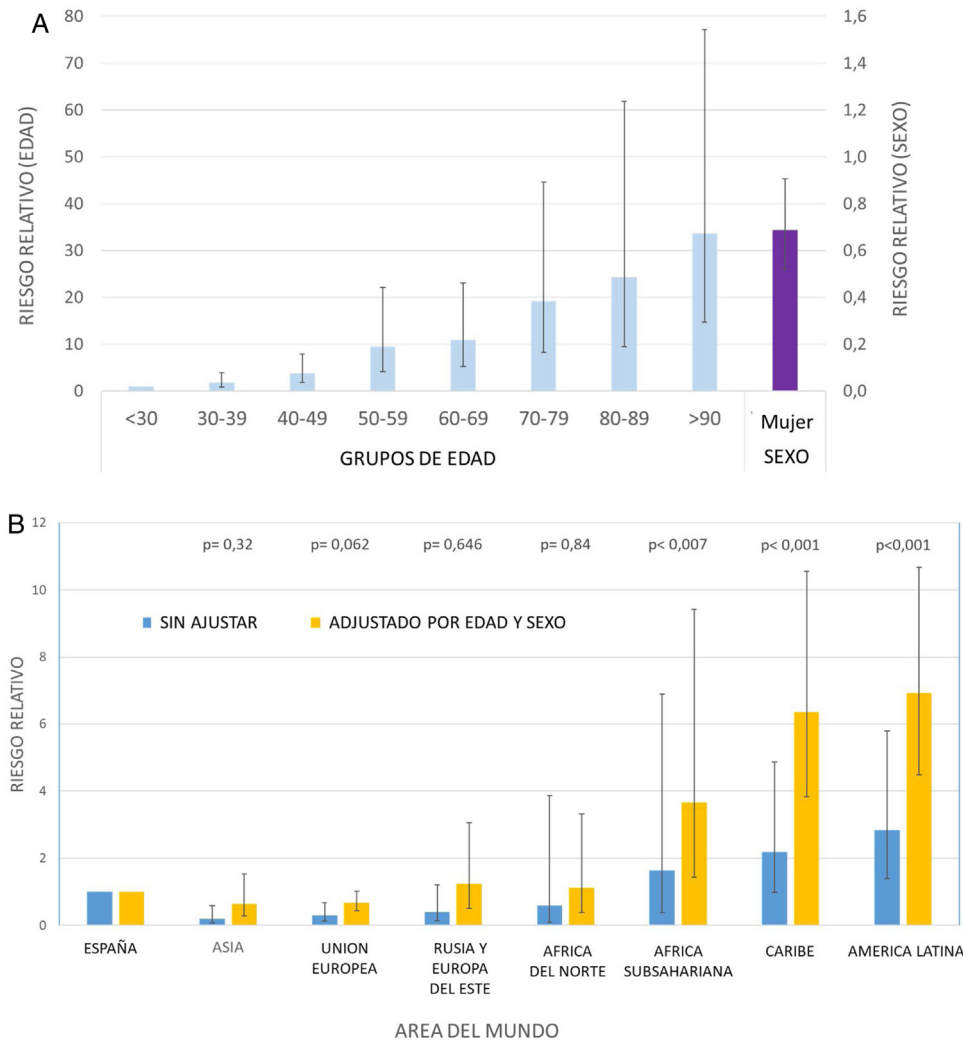 A
80
70
60
50
40
30
20
10
0
RIESGO RELATIVO (EDAD)
1,6
1,4
1,2
1,0
0,8
0,6
0,4
0,2
0,0
RIESGO RELATIVO (SEXO)
<30 30-39 40-49 50-59 60-69 70-79 80-89 >90 Mujer
GRUPOS DE EDAD SEXO
B
12
10
8
6
4
2
0
RIESGO RELATIVO
p= 0,32 p= 0,062 p= 0,646 p= 0,84 p< 0,007 p< 0,001 p<0,001
SIN AJUSTAR ADJUSTADO POR EDAD Y SEXO
ESPAÑA
ASIA
UNION
EUROPEA
RUSIA Y
EUROPA
DEL ESTE
AFRICA
DEL NORTE
AFRICA
SUBSAHARIANA
CARIBE
AMERICA LATINA
AREA DEL MUNDO